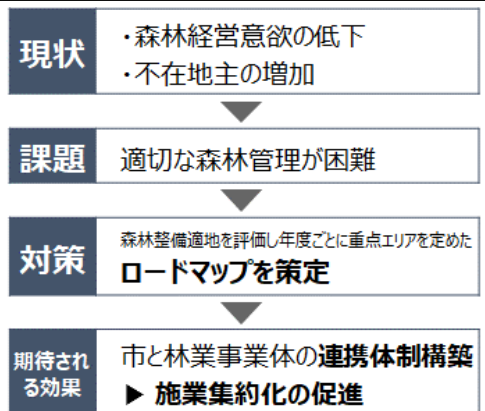 現状
・森林経営意欲の低下
・不在地主の増加
課題
適切な森林管理が困難
対策
森林整備適地を評価し年度ごとに重点エリアを定めた
ロードマップを策定
期待され
る効果
市と林業事業体の連携体制構築
▶ 施業集約化の促進